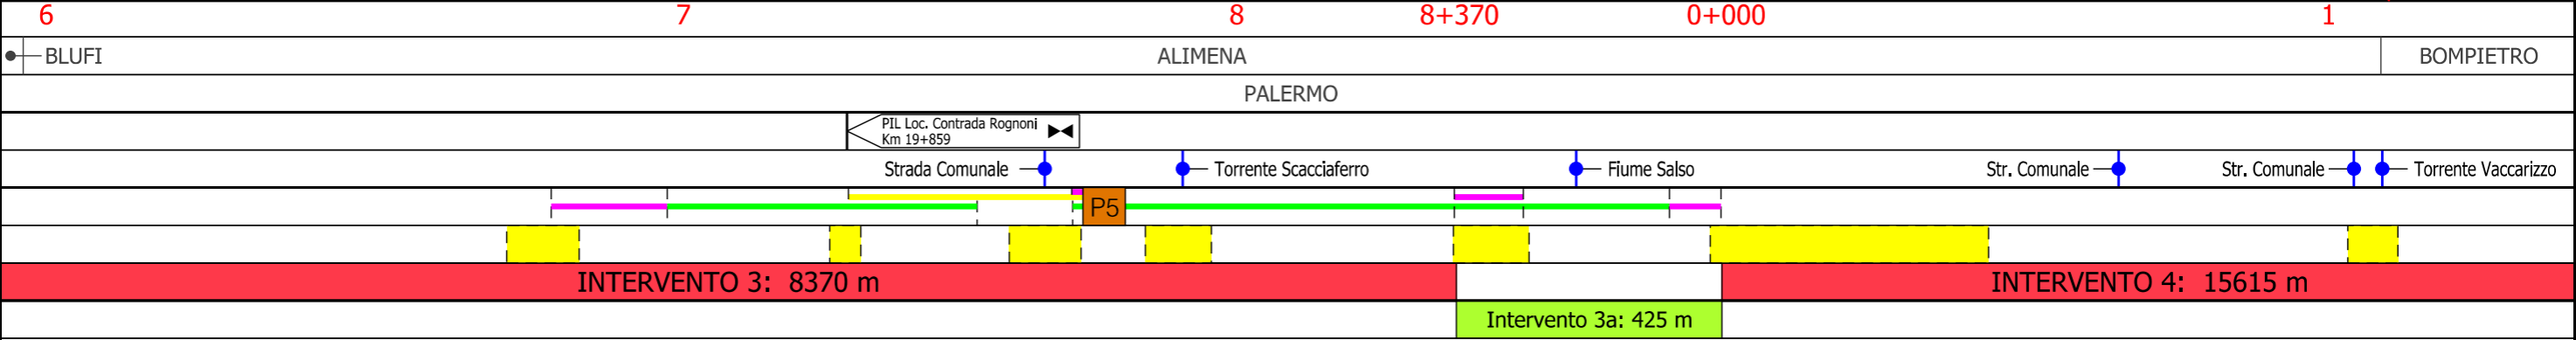 6 7 8 8+370 0+000 1
BLUFI ALIMENA BOMPIETRO
PALERMO
PIL Loc. Contrada Rognoni
Km 19+859
Strada Comunale Torrente Scacciaferro Fiume Salso Str. Comunale Str. Comunale Torrente Vaccarizzo
P5
INTERVENTO 3: 8370 m INTERVENTO 4: 15615 m
Intervento 3a: 425 m